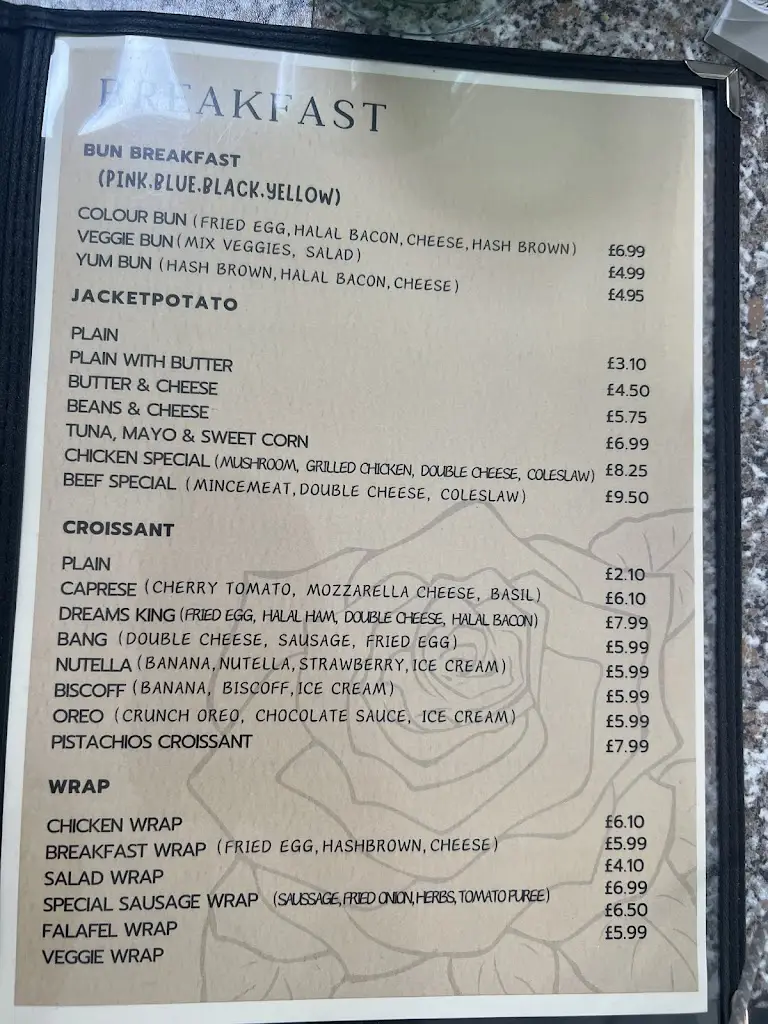 BREAKFAST
BUN BREAKFAST
(PINK.BLUE.BLACK.YELLOW)
COLOUR BUN (FRIED EGG, HALAL BACON, CHEESE, HASH BROWN) £6.99
VEGGIE BUN (MIX VEGGIES, SALAD) £4.99
YUM BUN (HASH BROWN, HALAL BACON, CHEESE) £4.95
JACKETPOTATO
PLAIN
PLAIN WITH BUTTER £3.10
BUTTER & CHEESE £4.50
BEANS & CHEESE £5.75
TUNA, MAYO & SWEET CORN £6.99
CHICKEN SPECIAL (MUSHROOM, GRILLED CHICKEN, DOUBLE CHEESE, COLESLAW) £8.25
BEEF SPECIAL (MINCEMEAT, DOUBLE CHEESE, COLESLAW) £9.50
CROISSANT
PLAIN £2.10
CAPRESE (CHERRY TOMATO, MOZZARELLA CHEESE, BASIL) £6.10
DREAMS KING (FRIED EGG, HALAL HAM, DOUBLE CHEESE, HALAL BACON) £7.99
BANG (DOUBLE CHEESE, SAUSAGE, FRIED EGG) £5.99
NUTELLA (BANANA, NUTELLA, STRAWBERRY, ICE CREAM) £5.99
BISCOFF (BANANA, BISCOFF, ICE CREAM) £5.99
OREO (CRUNCH OREO, CHOCOLATE SAUCE, ICE CREAM) £5.99
PISTACHIOS CROISSANT £7.99
WRAP
CHICKEN WRAP £6.10
BREAKFAST WRAP (FRIED EGG, HASHBROWN, CHEESE) £5.99
SALAD WRAP £4.10
SPECIAL SAUSAGE WRAP (SAUSSAGE, FRIED ONION, HERBS, TOMATO PUREE) £6.99
FALAFEL WRAP £6.50
VEGGIE WRAP £5.99